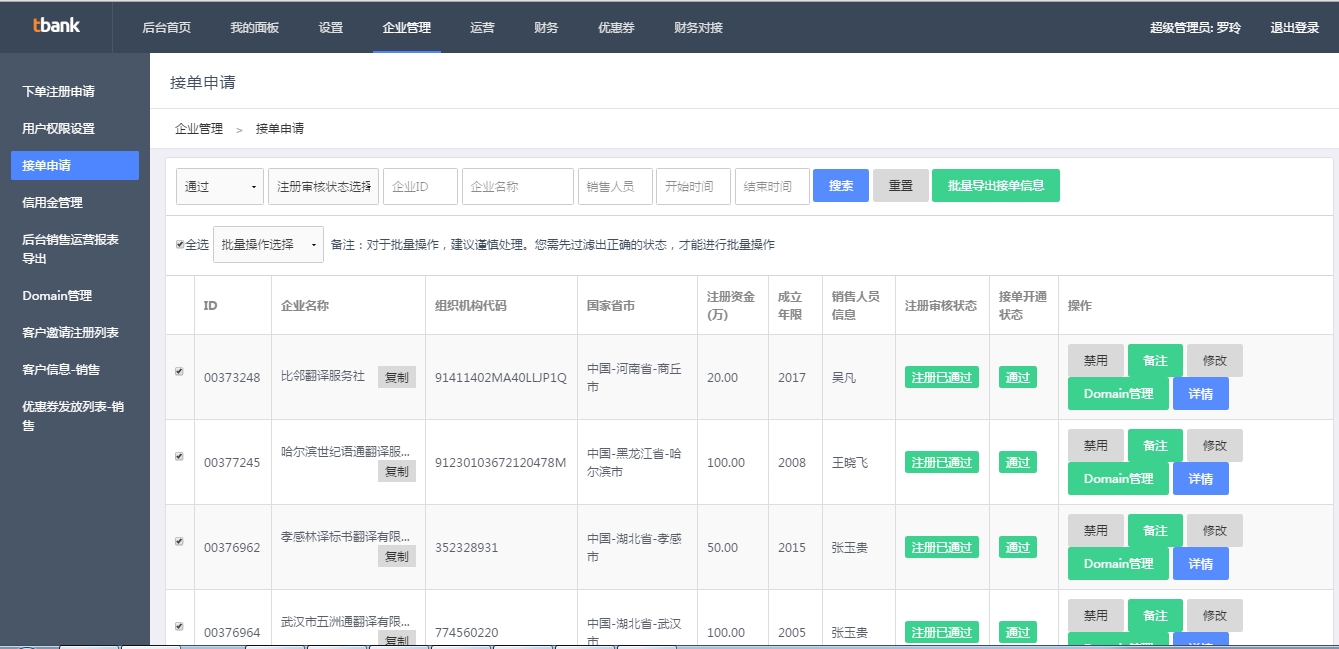 tbank 后台首页 我的面板 设置 企业管理 运营 财务 优惠券 财务对接 超级管理员: 罗玲 退出登录
下单注册申请
用户权限设置
接单申请
信用金管理
后台销售运营报表
导出
Domain管理
客户邀请注册列表
客户信息-销售
优惠券发放列表-销
售
接单申请
企业管理 > 接单申请
通过 注册审核状态选择 企业ID 企业名称 销售人员 开始时间 结束时间 搜索 重置 批量导出接单信息
全选 批量操作选择 备注：对于批量操作，建议谨慎处理。您需先过滤出正确的状态，才能进行批量操作
ID 企业名称 组织机构代码 国家省市 注册资金 成立 销售人员 注册审核状态 接单开通 操作
(万) 年限 信息 状态
00373248 比邻翻译服务社 复制 91411402MA40LLJP1Q 中国-河南省-商丘 20.00 2017 吴凡 注册已通过 通过 禁用 备注 修改
市 Domain管理 详情
00377245 哈尔滨世纪语通翻译服... 91230103672120478M 中国-黑龙江省-哈 100.00 2008 王晓飞 注册已通过 通过 禁用 备注 修改
复制 尔滨市 Domain管理 详情
00376962 孝感林译标书翻译有限... 352328931 中国-湖北省-孝感 50.00 2015 张玉贵 注册已通过 通过 禁用 备注 修改
复制 市 Domain管理 详情
00376964 武汉市五洲通翻译有限... 774560220 中国-湖北省-武汉 100.00 2005 张玉贵 注册已通过 通过 禁用 备注 修改
复制 市 Domain管理 详情